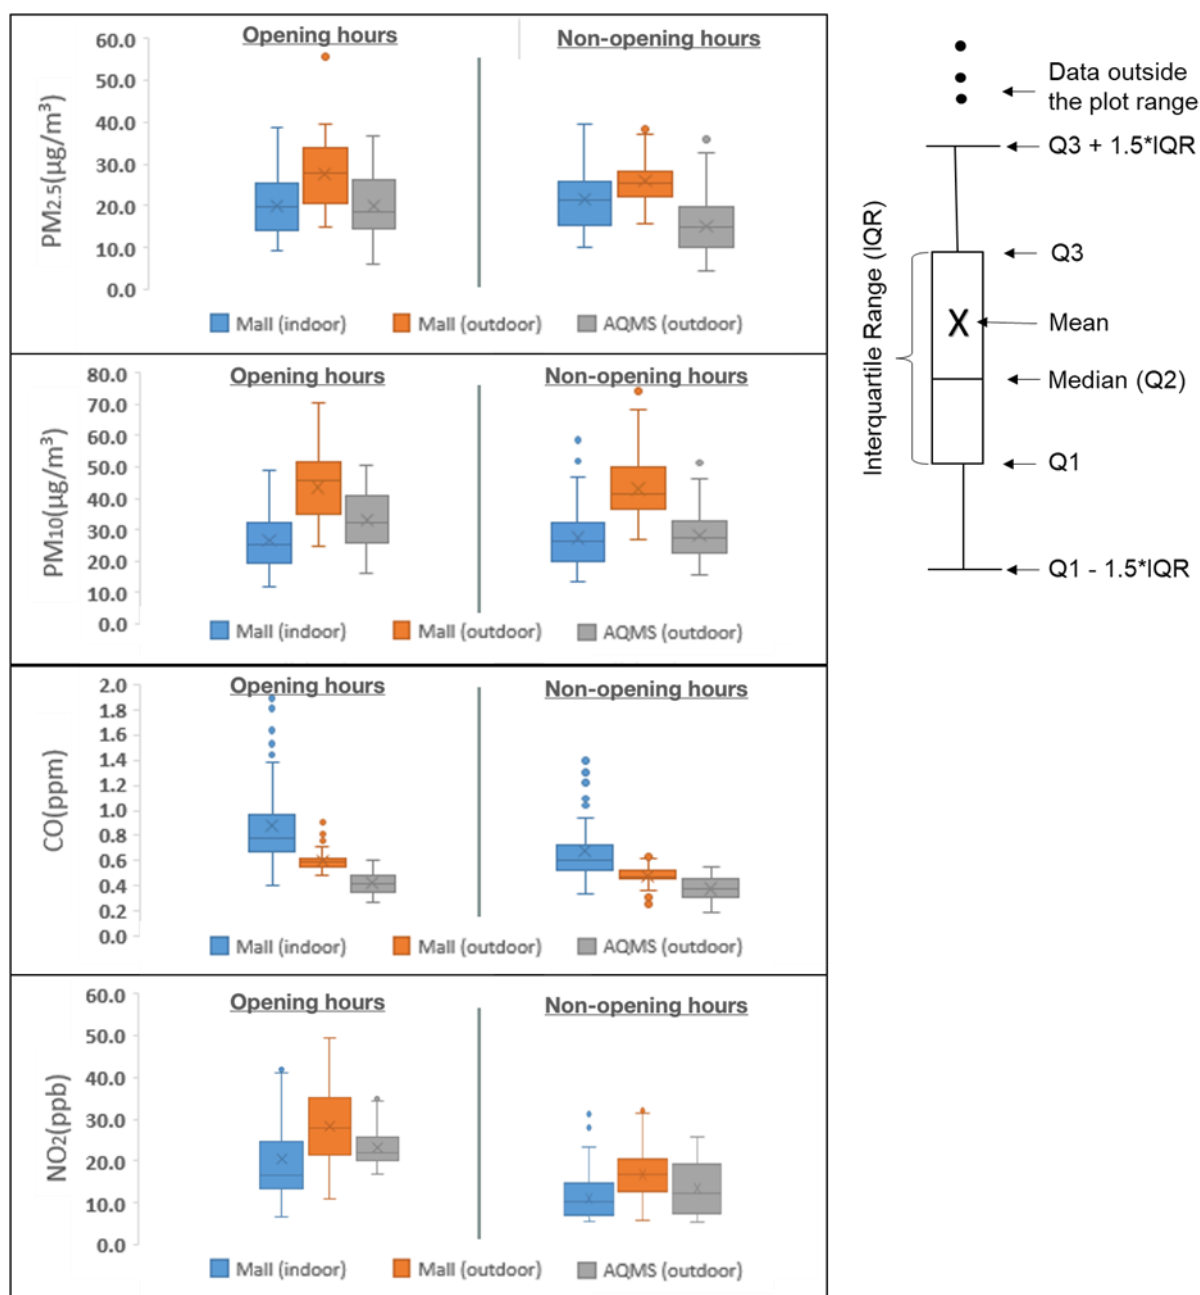 Opening hours
Non-opening hours
PM2.5(µg/m³)
60.0
50.0
40.0
30.0
20.0
10.0
0.0
Mall (indoor) Mall (outdoor) AQMS (outdoor)
Opening hours
Non-opening hours
PM10(µg/m³)
80.0
70.0
60.0
50.0
40.0
30.0
20.0
10.0
0.0
Mall (indoor) Mall (outdoor) AQMS (outdoor)
Opening hours
Non-opening hours
CO(ppm)
2.0
1.8
1.6
1.4
1.2
1.0
0.8
0.6
0.4
0.2
0.0
Mall (indoor) Mall (outdoor) AQMS (outdoor)
Opening hours
Non-opening hours
NO2(ppb)
60.0
50.0
40.0
30.0
20.0
10.0
0.0
Mall (indoor) Mall (outdoor) AQMS (outdoor)
Data outside
the plot range
Q3 + 1.5*IQR
Interquartile Range (IQR)
Q3
X
Mean
Median (Q2)
Q1
Q1 - 1.5*IQR